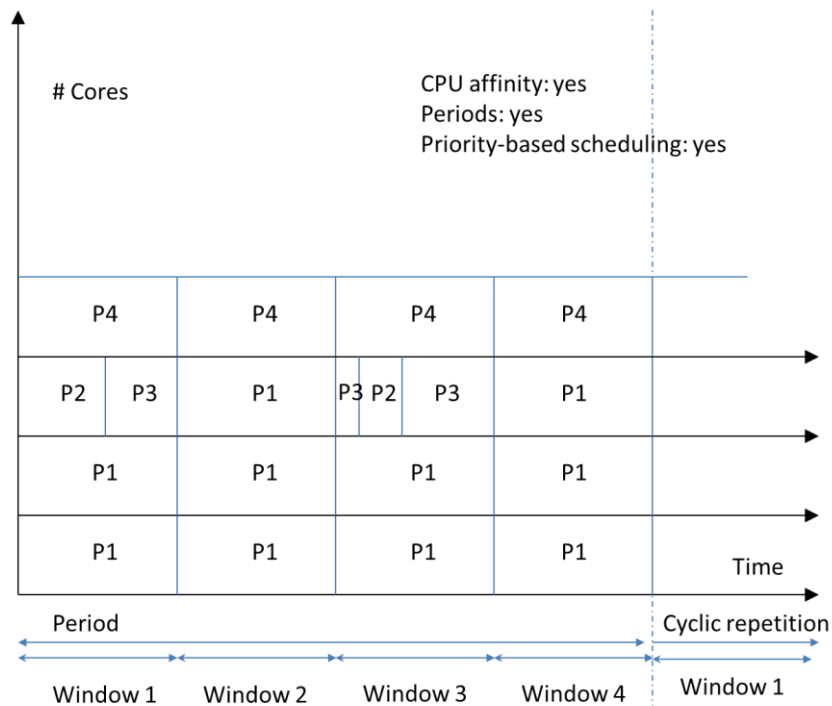 # Cores
CPU affinity: yes
Periods: yes
Priority-based scheduling: yes
P4 P4 P4 P4
P2 P3 P1 P3 P2 P3 P1
P1 P1 P1 P1
P1 P1 P1 P1
Time
Period Cyclic repetition
Window 1 Window 2 Window 3 Window 4 Window 1